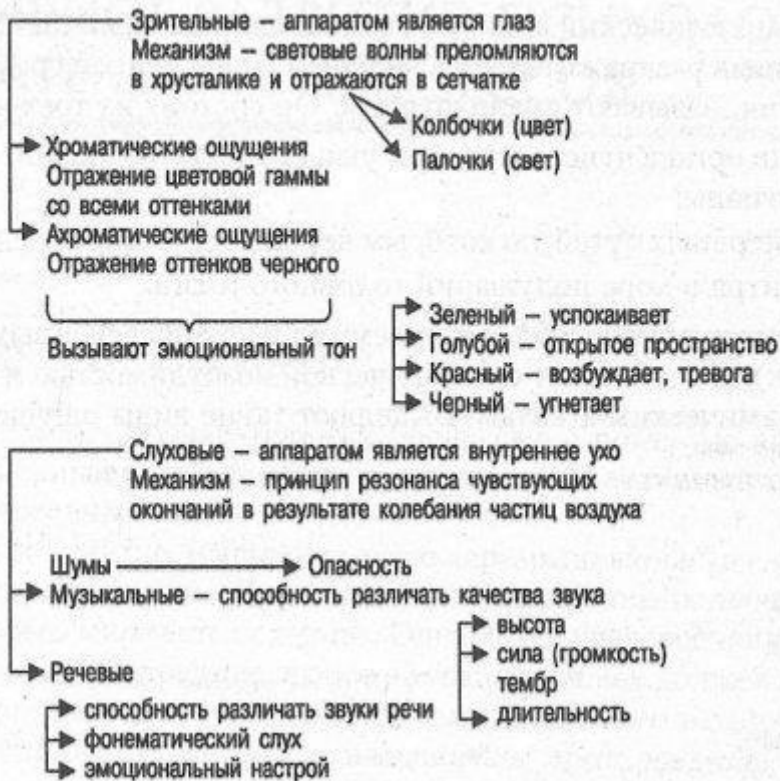 Зрительные – аппаратом является глаз
Механизм – световые волны преломляются
в хрусталике и отражаются в сетчатке
Колбочки (цвет)
Палочки (свет)
Хроматические ощущения
Отражение цветовой гаммы
со всеми оттенками
Ахроматические ощущения
Отражение оттенков черного
Вызывают эмоциональный тон
Зеленый – успокаивает
Голубой – открытое пространство
Красный – возбуждает, тревога
Черный – угнетает
Слуховые – аппаратом является внутреннее ухо
Механизм – принцип резонанса чувствующих
окончаний в результате колебания частиц воздуха
Шумы Опасность
Музыкальные – способность различать качества звука
высота
сила (громкость)
тембр
длительность
Речевые
способность различать звуки речи
фонематический слух
эмоциональный настрой